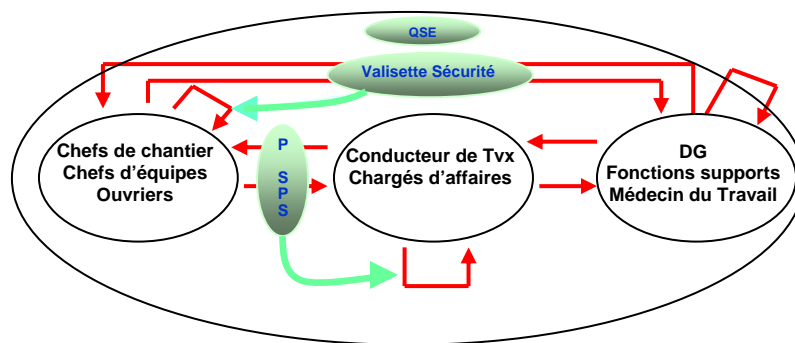 QSE
Valisette Sécurité
Chefs de chantier
Chefs d'équipes
Ouvriers
P
S
P
S
Conducteur de Tvx
Chargés d'affaires
DG
Fonctions supports
Médecin du Travail